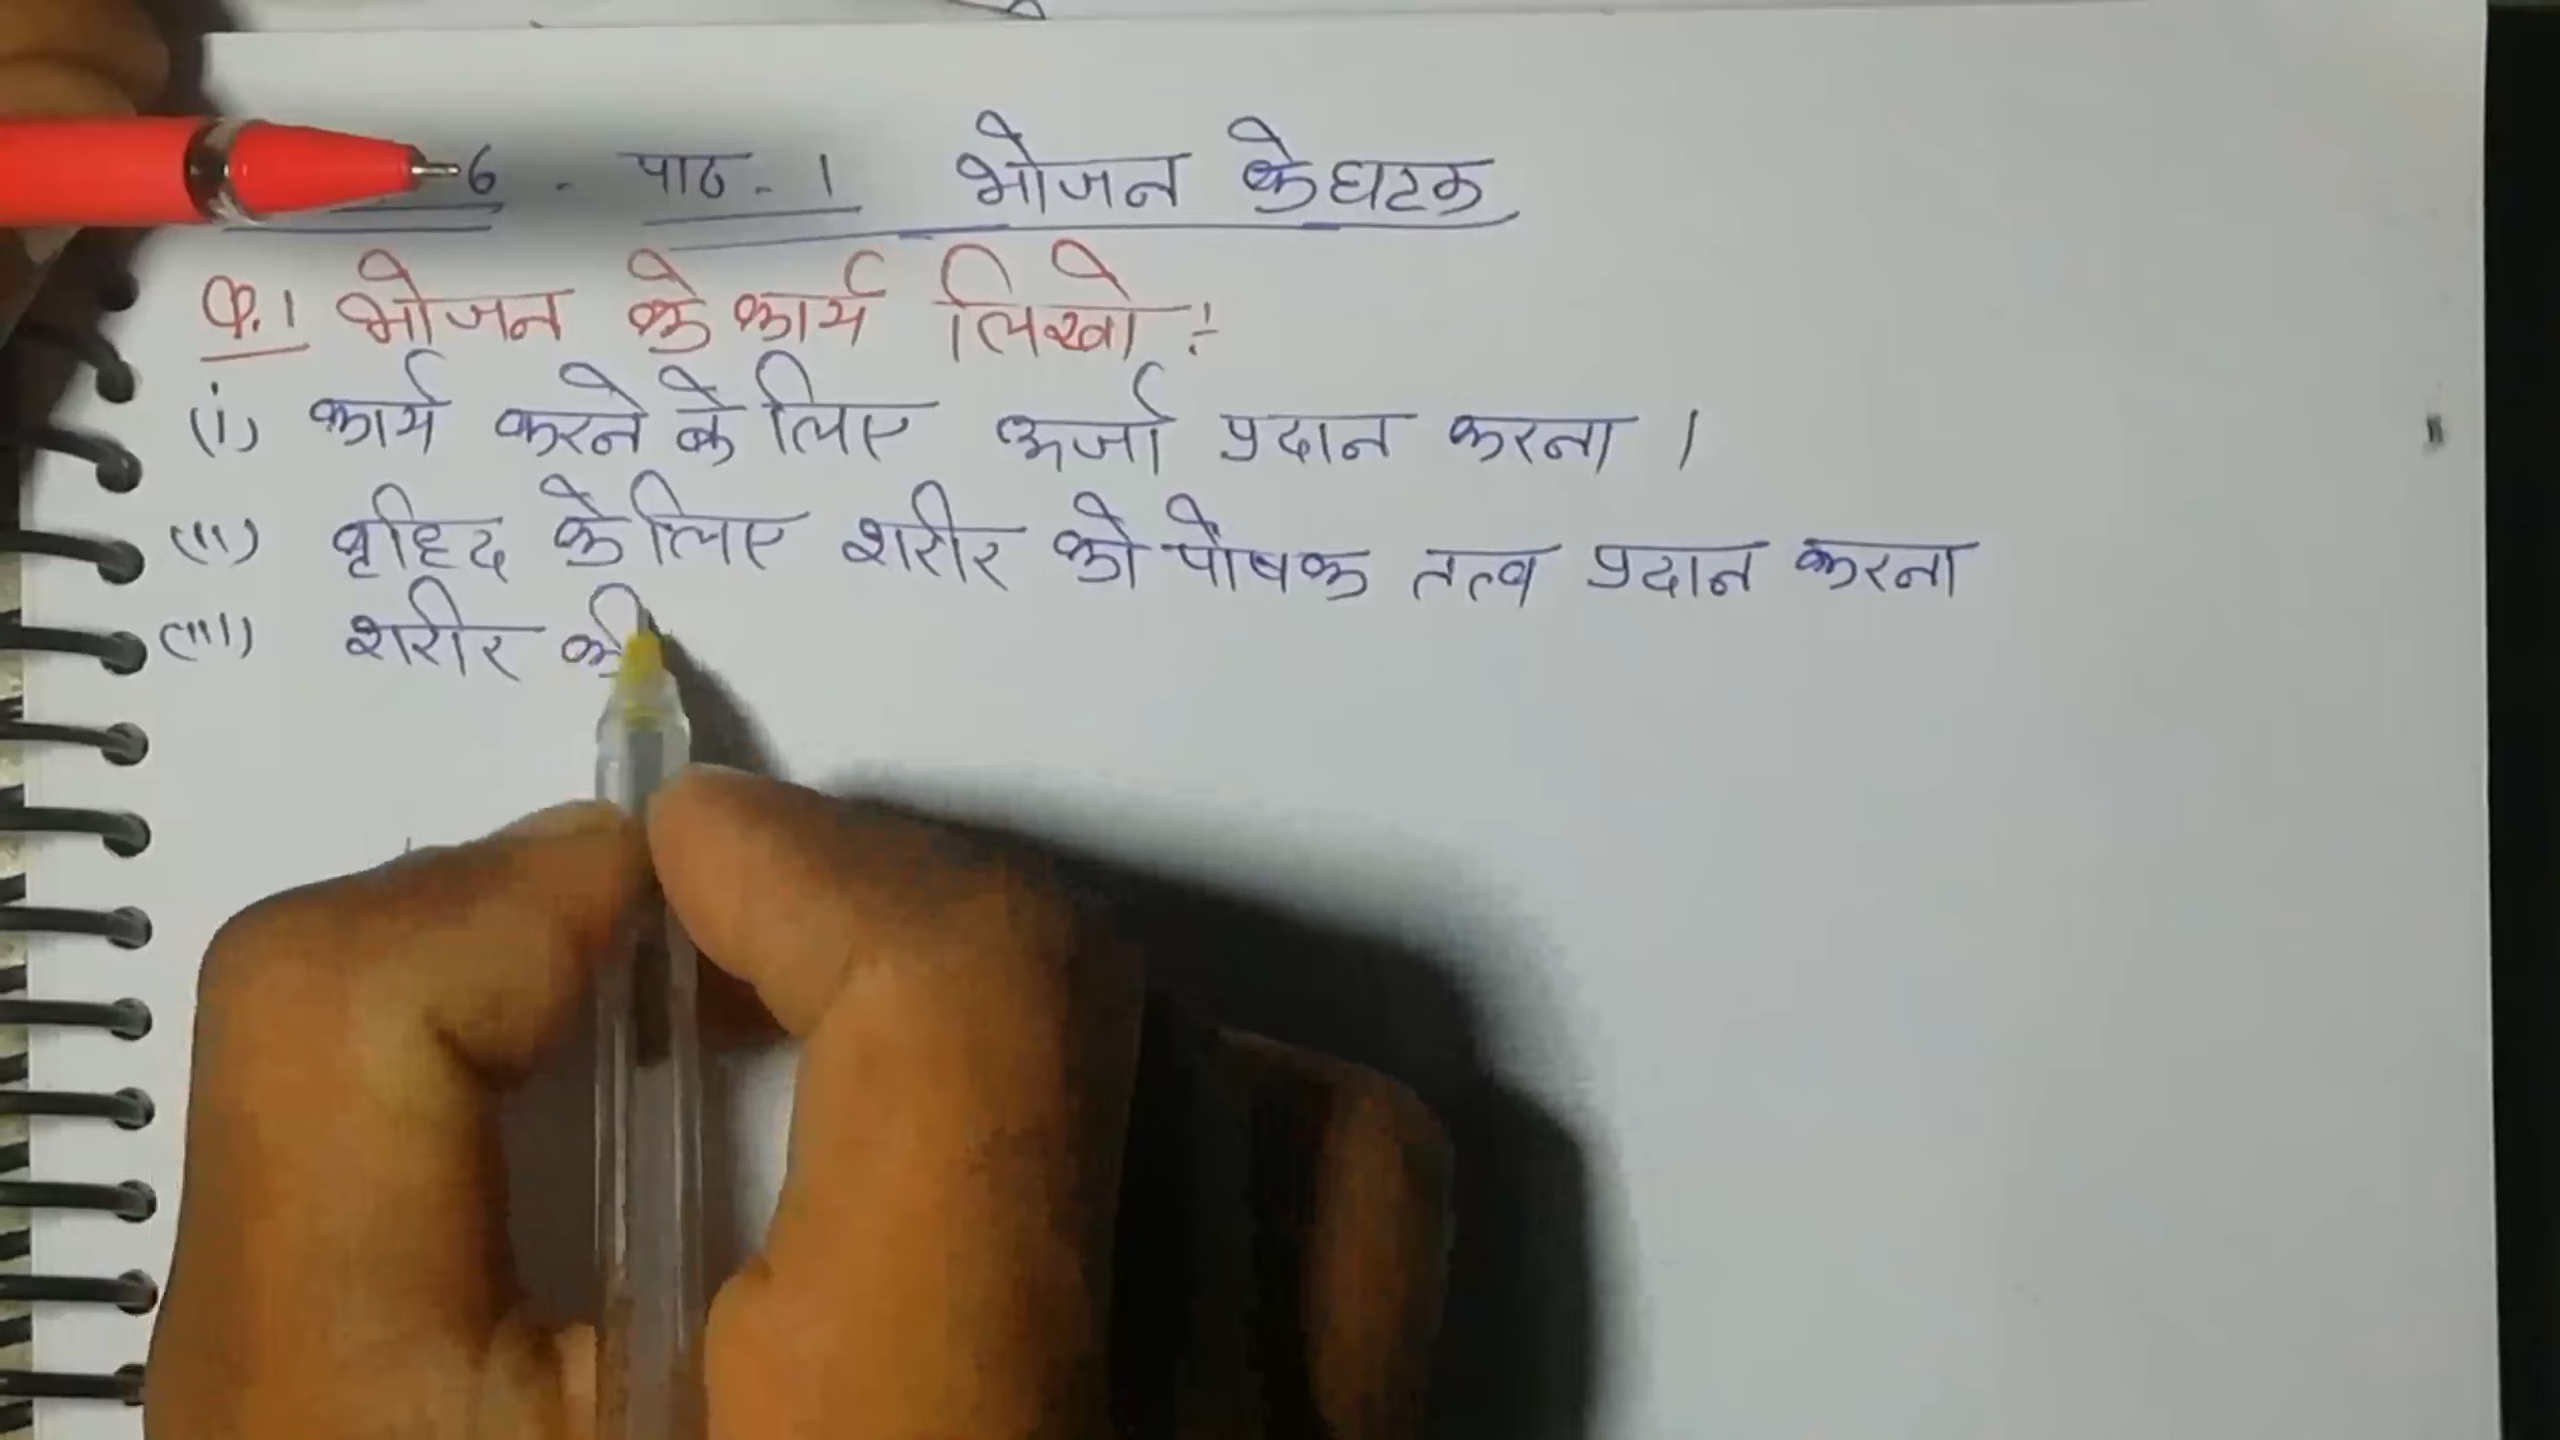 6 - पाठ - 1 भोजन के घटक
Q.1 भोजन के कार्य लिखो :-
(i) कार्य करने के लिए ऊर्जा प्रदान करना ।
(ii) वृद्धि के लिए शरीर को पोषक तत्व प्रदान करना
(iii) शरीर की